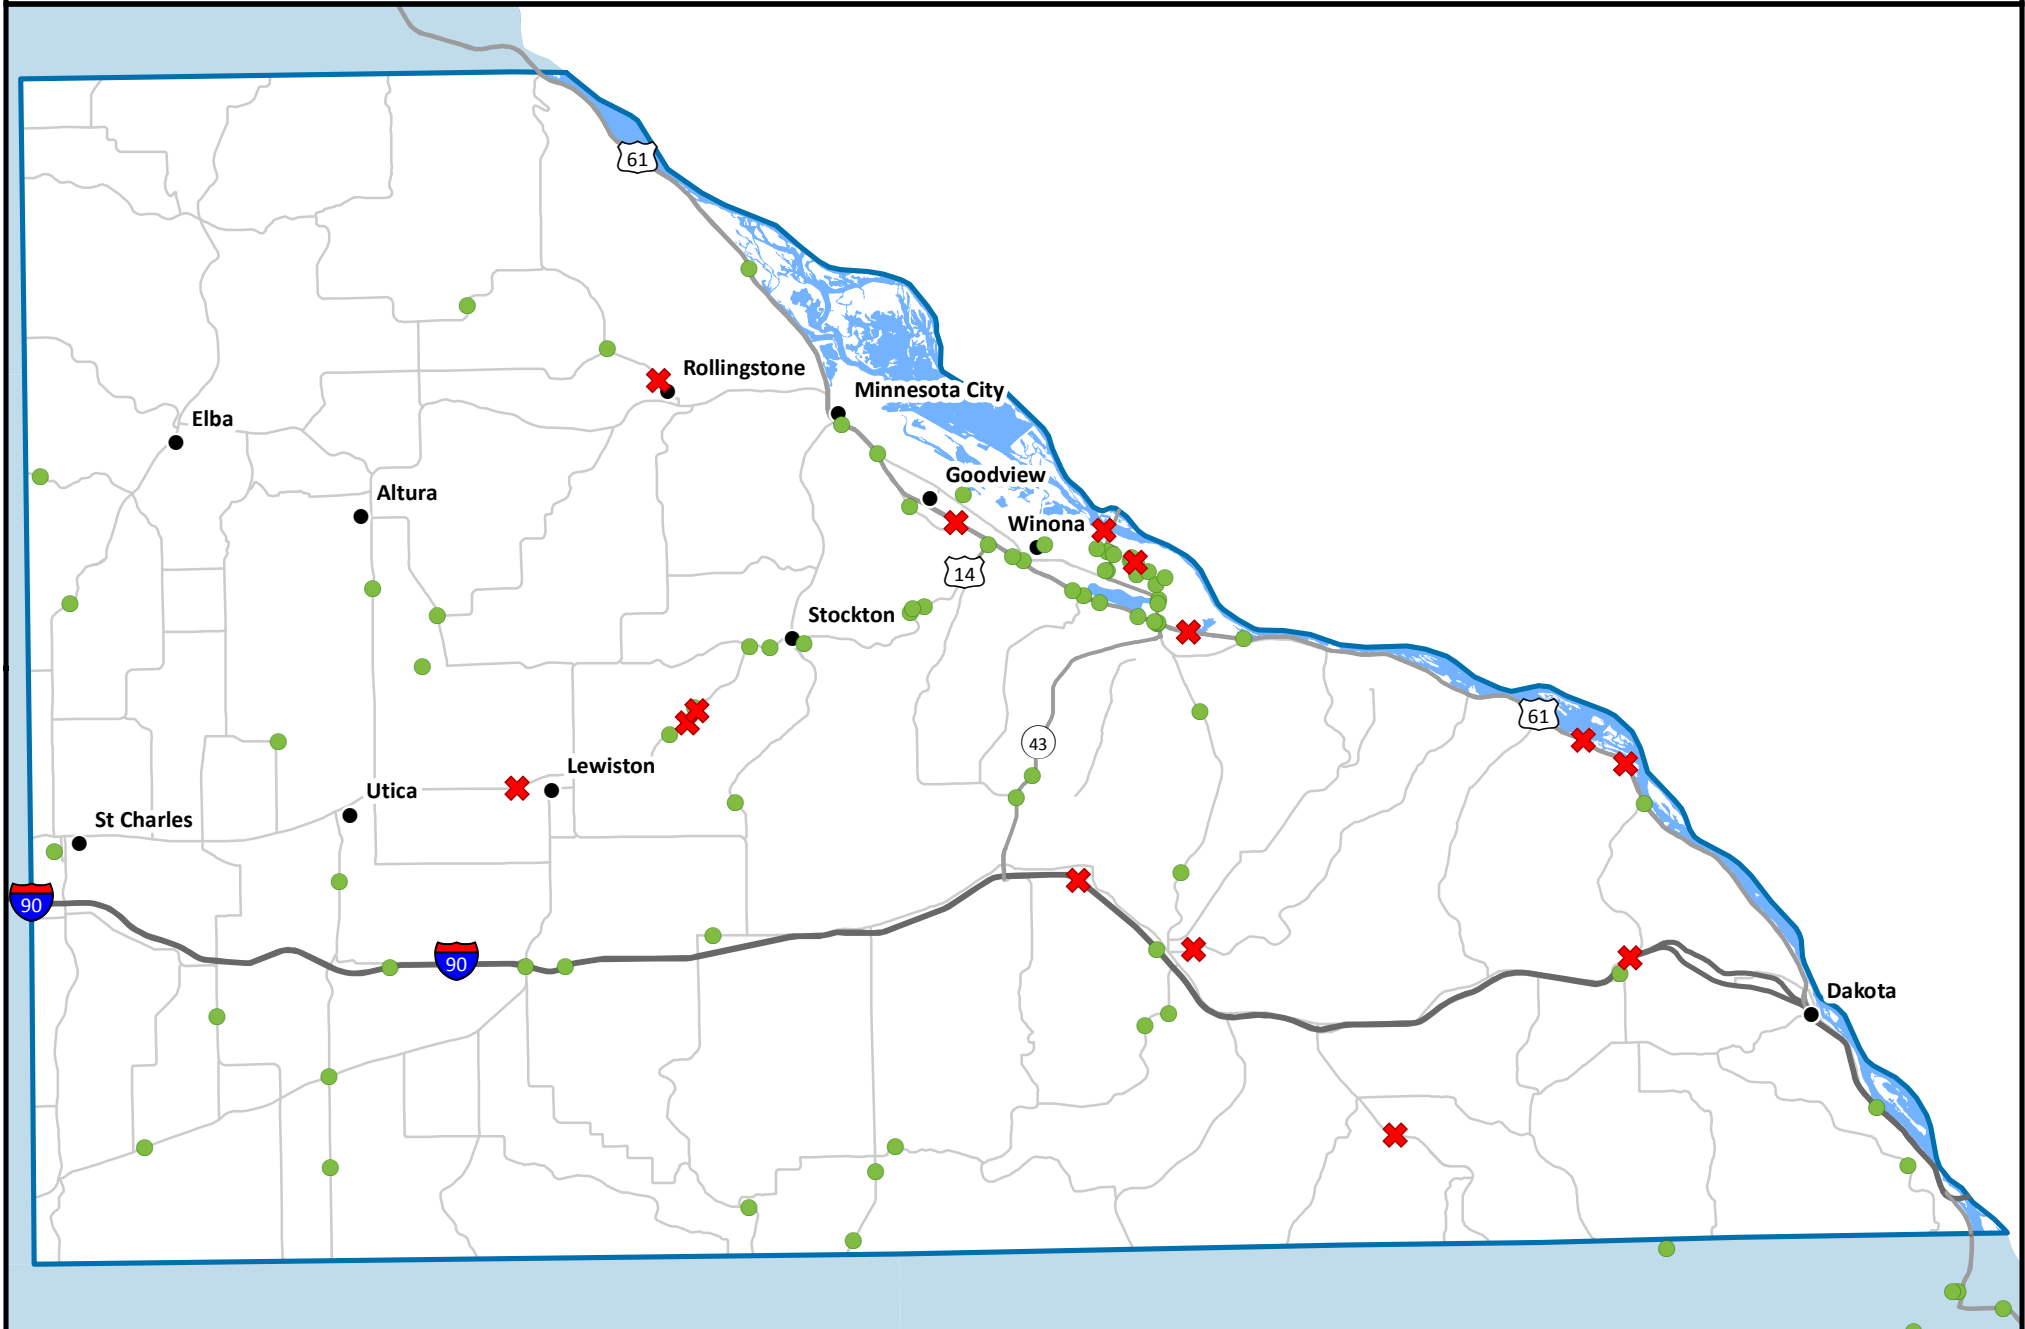 61
Rollingstone
Minnesota City
Elba
Goodview
Altura
Winona
14
Stockton
61
43
Lewiston
Utica
St Charles
90
90
Dakota